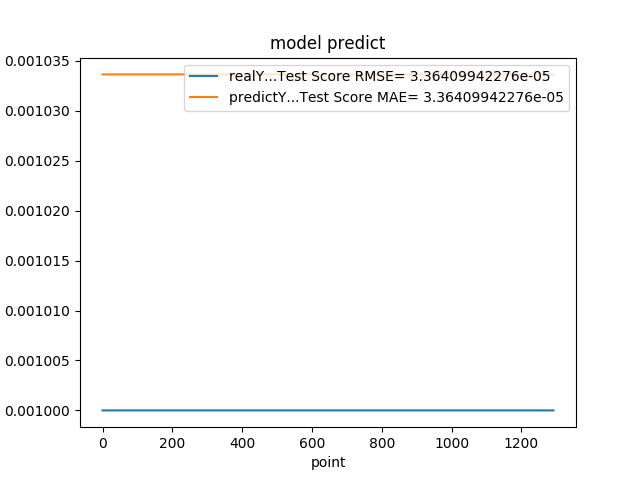 model predict
realY...Test Score RMSE= 3.36409942276e-05
predictY...Test Score MAE= 3.36409942276e-05
0.001035
0.001030
0.001025
0.001020
0.001015
0.001010
0.001005
0.001000
0 200 400 600 800 1000 1200
point